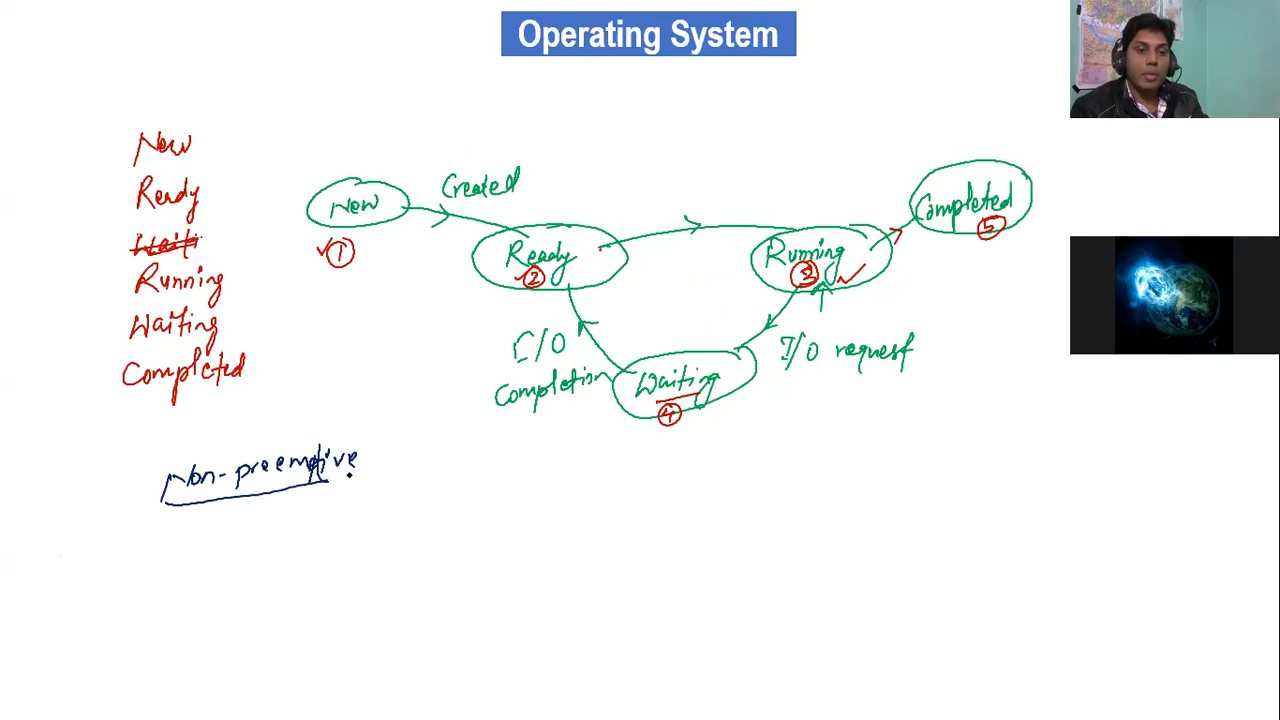 Operating System
New
Ready
Wait
Running
Waiting
Completed
New
1
Created
Ready
2
Running
3
Completed
5
I/O
completion
Waiting
4
I/O request
Non-preemptive